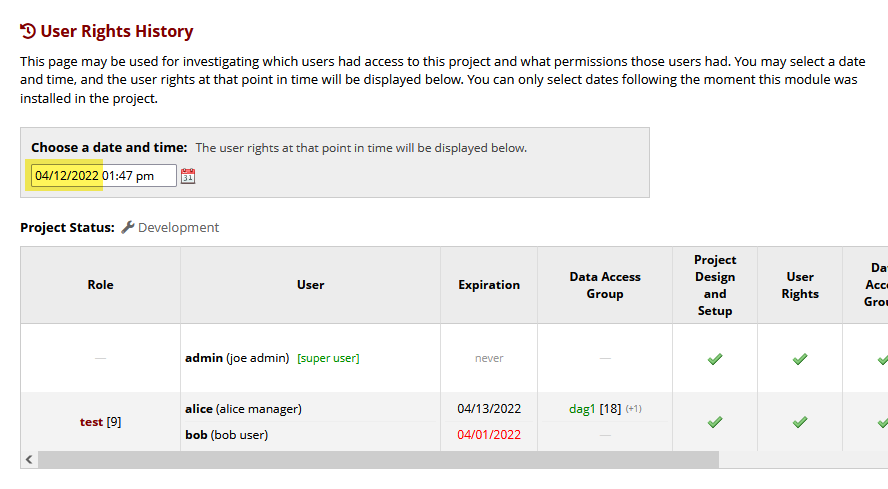 User Rights History
This page may be used for investigating which users had access to this project and what permissions those users had. You may select a date
and time, and the user rights at that point in time will be displayed below. You can only select dates following the moment this module was
installed in the project.
Choose a date and time: The user rights at that point in time will be displayed below.
04/12/2022 01:47 pm
31
Project Status: Development
Role
User
Expiration
Data Access
Group
Project
Design
and
Setup
User
Rights
Da
Acc
Grou
—
admin (joe admin) [super user]
never
—
test [9]
alice (alice manager)
04/13/2022
dag1 [18] (+1)
bob (bob user)
04/01/2022
—